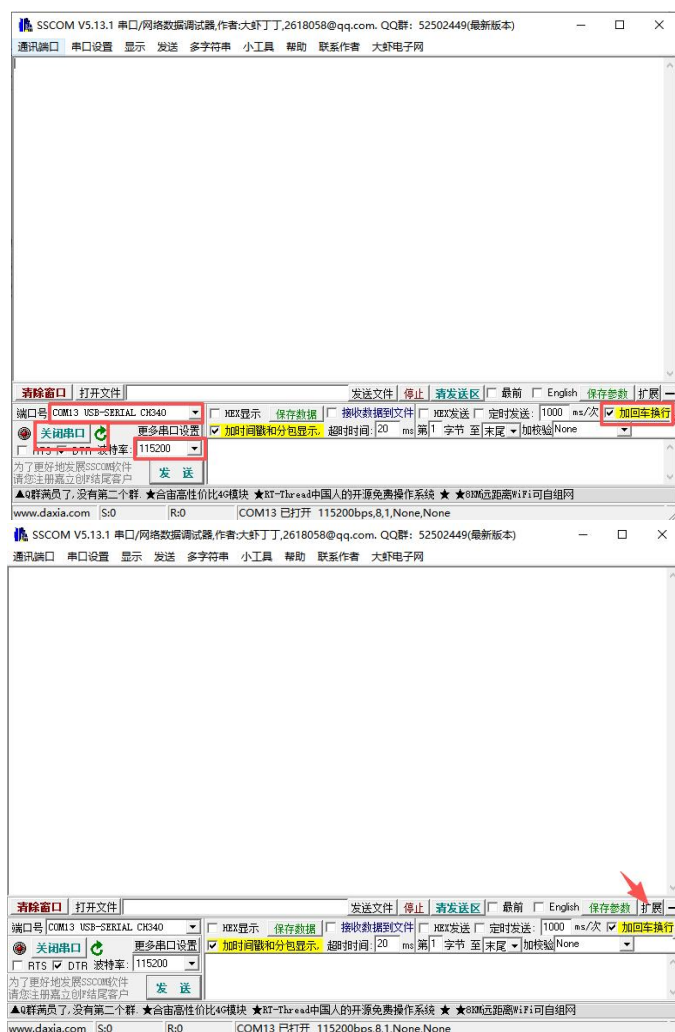 SSCOM V5.13.1 串口/网络数据调试器,作者:大虾丁丁,2618058@qq.com. QQ群: 52502449(最新版本)
通讯端口 串口设置 显示 发送 多字符串 小工具 帮助 联系作者 大虾电子网
清除窗口 打开文件 发送文件 停止 清发送区 最前 English 保存参数 扩展
端口号 COM13 USB-SERIAL CH340 HEX显示 保存数据 接收数据到文件 HEX发送 定时发送: 1000 ms/次 加回车换行
关闭串口 更多串口设置 加时间戳和分包显示, 超时时间: 20 ms 第1 字节 至 末尾 加校验 None
RTS DTR 波特率: 115200
为了更好地发展SSCOM软件
请您注册嘉立创F结尾客户 发 送
▲Q群满员了,没有第二个群. ★合宙高性价比4G模块 ★RT-Thread中国人的开源免费操作系统 ★ ★8KM远距离WiFi可自组网
www.daxia.com S:0 R:0 COM13 已打开 115200bps,8,1,None,None
SSCOM V5.13.1 串口/网络数据调试器,作者:大虾丁丁,2618058@qq.com. QQ群: 52502449(最新版本)
通讯端口 串口设置 显示 发送 多字符串 小工具 帮助 联系作者 大虾电子网
清除窗口 打开文件 发送文件 停止 清发送区 最前 English 保存参数 扩展
端口号 COM13 USB-SERIAL CH340 HEX显示 保存数据 接收数据到文件 HEX发送 定时发送: 1000 ms/次 加回车换行
关闭串口 更多串口设置 加时间戳和分包显示, 超时时间: 20 ms 第1 字节 至 末尾 加校验 None
RTS DTR 波特率: 115200
为了更好地发展SSCOM软件
请您注册嘉立创F结尾客户 发 送
▲Q群满员了,没有第二个群. ★合宙高性价比4G模块 ★RT-Thread中国人的开源免费操作系统 ★ ★8KM远距离WiFi可自组网
www.daxia.com S:0 R:0 COM13 已打开 115200bps,8,1,None,None